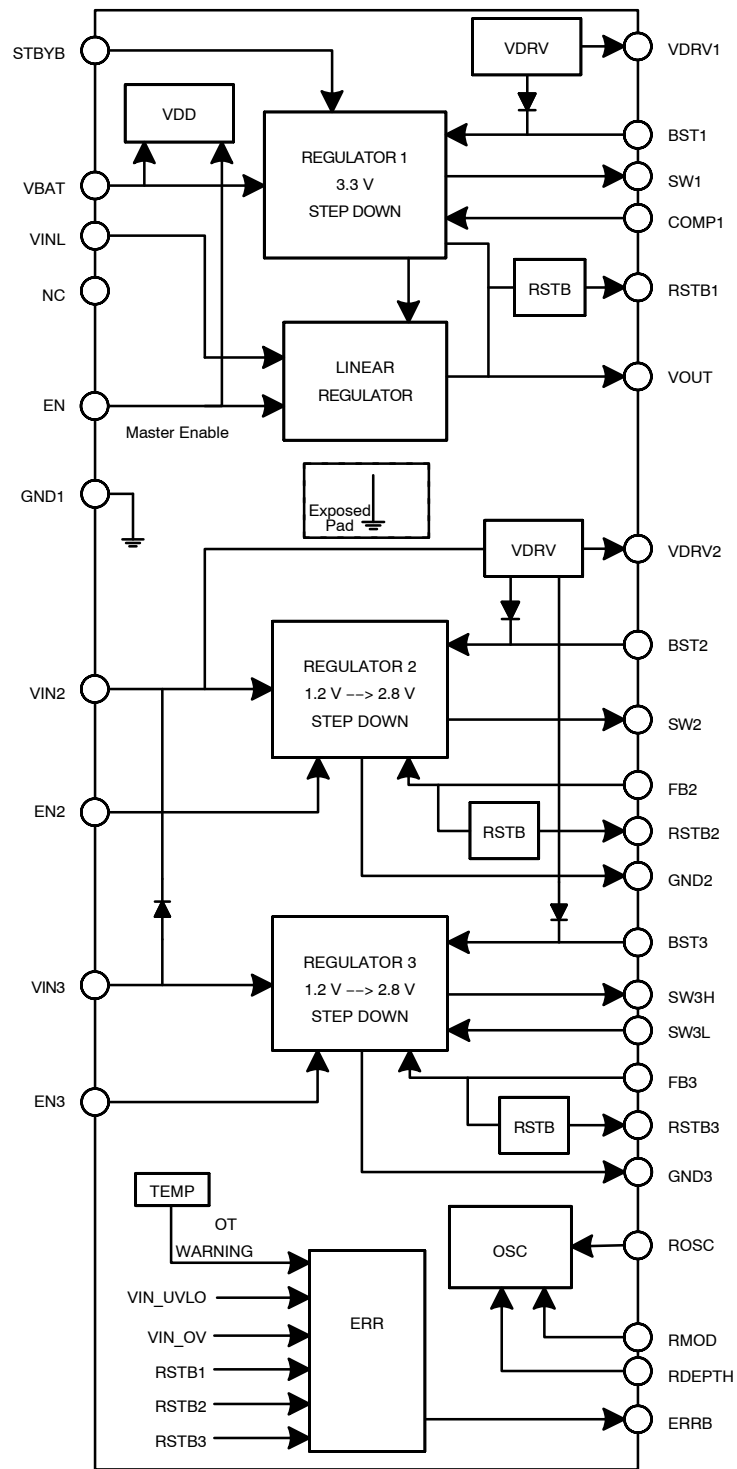 STBYB
VDRV
VDRV1
VDD
BST1
REGULATOR 1
3.3 V
STEP DOWN
VBAT
SW1
COMP1
VINL
NC
RSTB
RSTB1
LINEAR
REGULATOR
VOUT
EN
Master Enable
GND1
Exposed
Pad
VDRV
VDRV2
BST2
REGULATOR 2
1.2 V --> 2.8 V
STEP DOWN
VIN2
SW2
FB2
EN2
RSTB
RSTB2
GND2
BST3
REGULATOR 3
1.2 V --> 2.8 V
STEP DOWN
VIN3
SW3H
SW3L
FB3
EN3
RSTB
RSTB3
GND3
TEMP
OT
WARNING
OSC
ROSC
VIN_UVLO
ERR
VIN_OV
RMOD
RSTB1
RDEPTH
RSTB2
ERRB
RSTB3